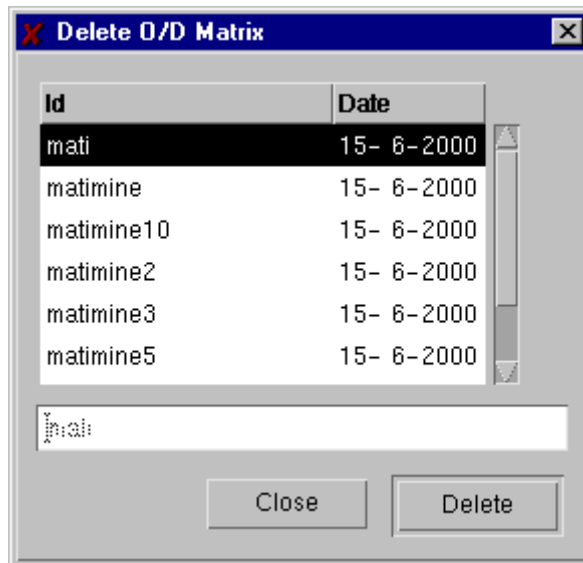 Delete O/D Matrix
Id Date
mati 15- 6-2000
matimine 15- 6-2000
matimine10 15- 6-2000
matimine2 15- 6-2000
matimine3 15- 6-2000
matimine5 15- 6-2000
mati
Close Delete